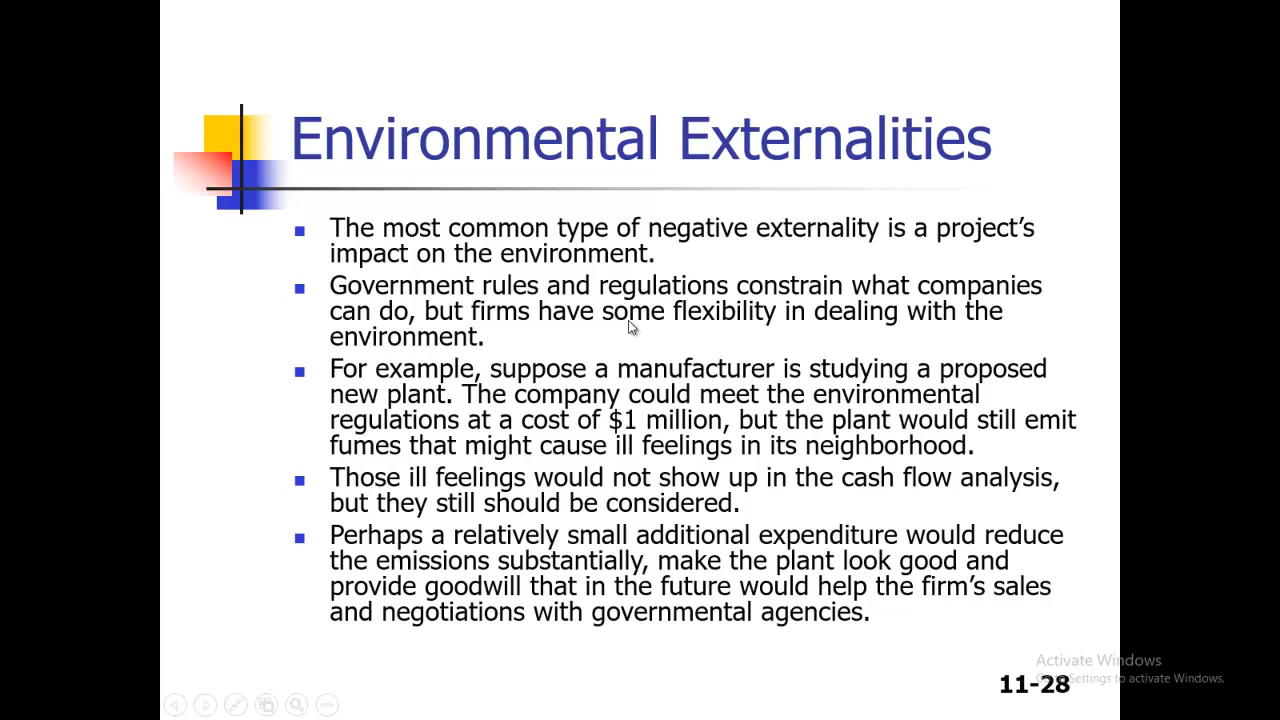 Environmental Externalities
The most common type of negative externality is a project's
impact on the environment.
Government rules and regulations constrain what companies
can do, but firms have some flexibility in dealing with the
environment.
For example, suppose a manufacturer is studying a proposed
new plant. The company could meet the environmental
regulations at a cost of $1 million, but the plant would still emit
fumes that might cause ill feelings in its neighborhood.
Those ill feelings would not show up in the cash flow analysis,
but they still should be considered.
Perhaps a relatively small additional expenditure would reduce
the emissions substantially, make the plant look good and
provide goodwill that in the future would help the firm's sales
and negotiations with governmental agencies.
Activate Windows
Settings to activate Windows.
11-28